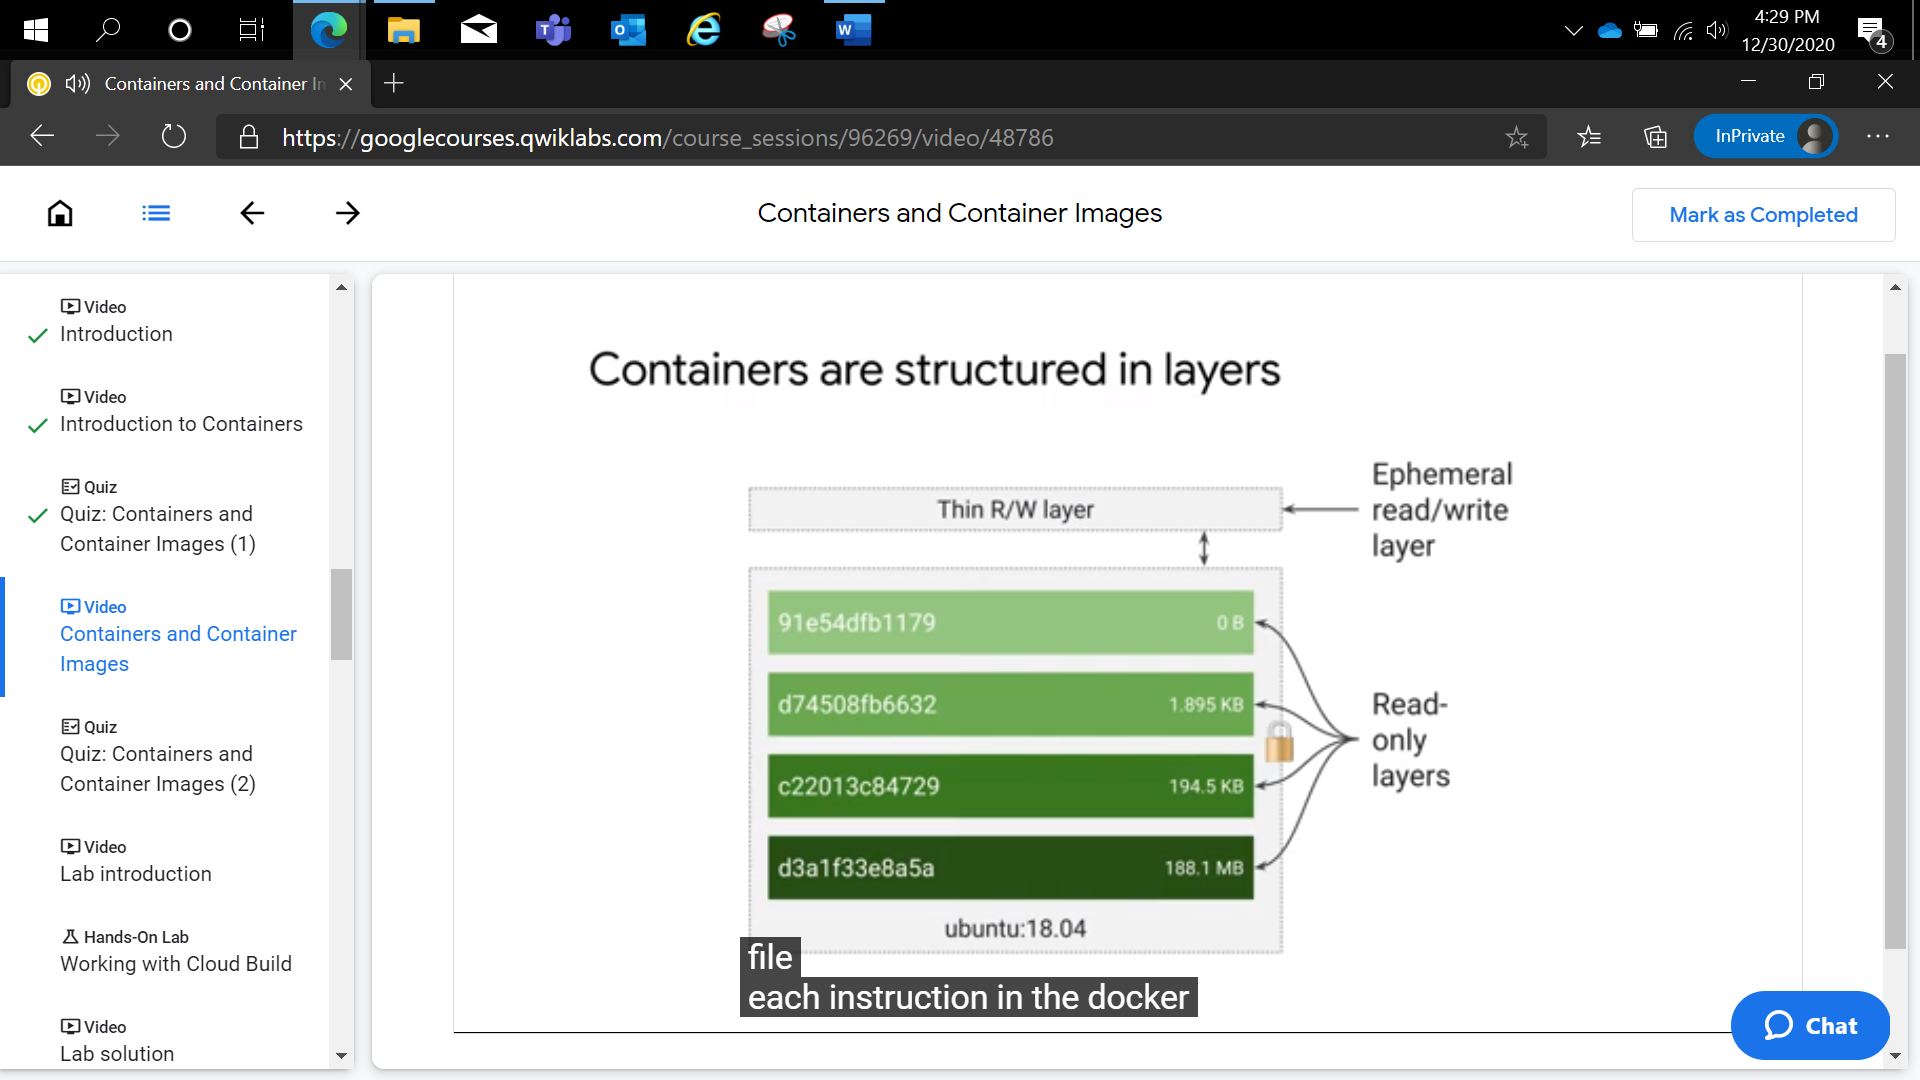 4:29 PM
12/30/2020
4
Containers and Container In
https://googlecourses.qwiklabs.com/course_sessions/96269/video/48786
InPrivate
Containers and Container Images
Mark as Completed
Video
Introduction
Video
Introduction to Containers
Quiz
Quiz: Containers and
Container Images (1)
Video
Containers and Container
Images
Quiz
Quiz: Containers and
Container Images (2)
Video
Lab introduction
Hands-On Lab
Working with Cloud Build
Video
Lab solution
Containers are structured in layers
Thin R/W layer
Ephemeral
read/write
layer
91e54dfb1179 0 B
d74508fb6632 1.895 KB
c22013c84729 194.5 KB
d3a1f33e8a5a 188.1 MB
ubuntu:18.04
Read-
only
layers
file
each instruction in the docker
Chat